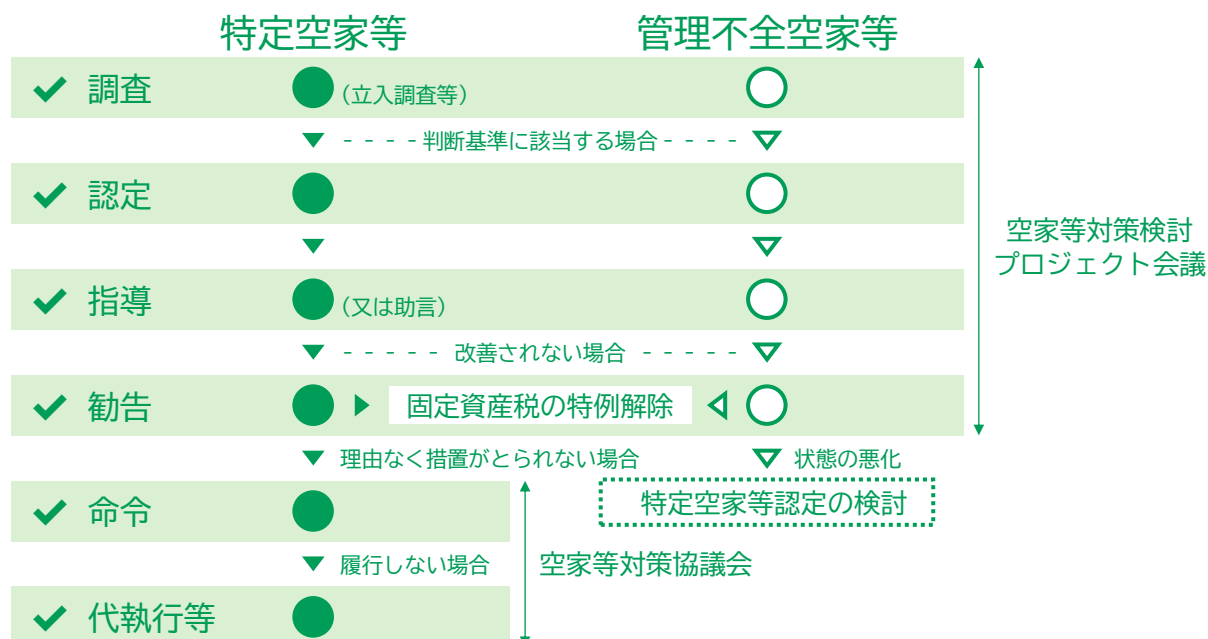 特定空家等 管理不全空家等
調査 (立入調査等)
判断基準に該当する場合
認定
空家等対策検討
プロジェクト会議
指導 (又は助言)
改善されない場合
勧告 固定資産税の特例解除
理由なく措置がとられない場合 状態の悪化
命令 特定空家等認定の検討
履行しない場合 空家等対策協議会
代執行等